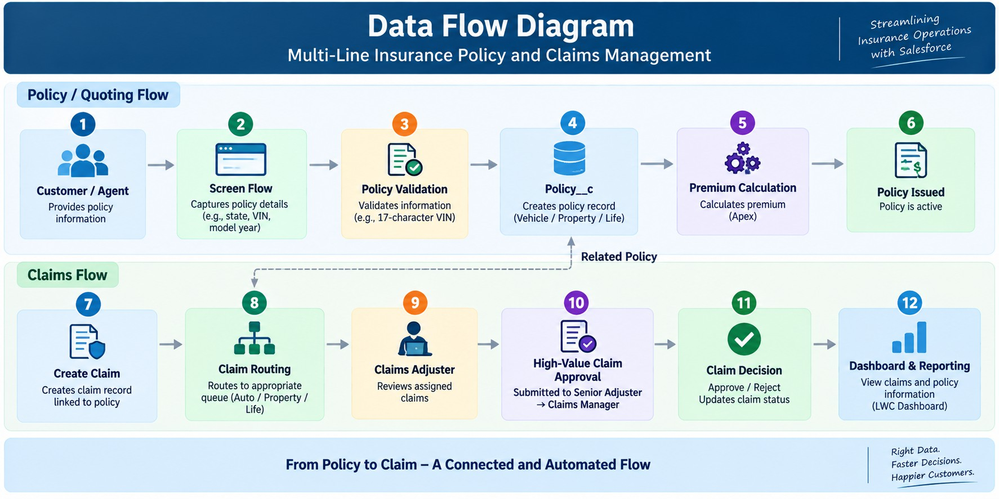 Data Flow Diagram
Multi-Line Insurance Policy and Claims Management
Streamlining
Insurance Operations
with Salesforce
Policy / Quoting Flow
1
Customer / Agent
Provides policy
information
2
Screen Flow
Captures policy details
(e.g., state, VIN,
model year)
3
Policy Validation
Validates information
(e.g., 17-character VIN)
4
Policy__c
Creates policy record
(Vehicle / Property / Life)
5
Premium Calculation
Calculates premium
(Apex)
6
$
Policy Issued
Policy is active
Related Policy
Claims Flow
7
Create Claim
Creates claim record
linked to policy
8
Claim Routing
Routes to appropriate
queue (Auto / Property /
Life)
9
Claims Adjuster
Reviews assigned
claims
10
High-Value Claim
Approval
Submitted to Senior Adjuster
→ Claims Manager
11
Claim Decision
Approve / Reject
Updates claim status
12
Dashboard & Reporting
View claims and policy
information
(LWC Dashboard)
From Policy to Claim – A Connected and Automated Flow
Right Data.
Faster Decisions.
Happier Customers.